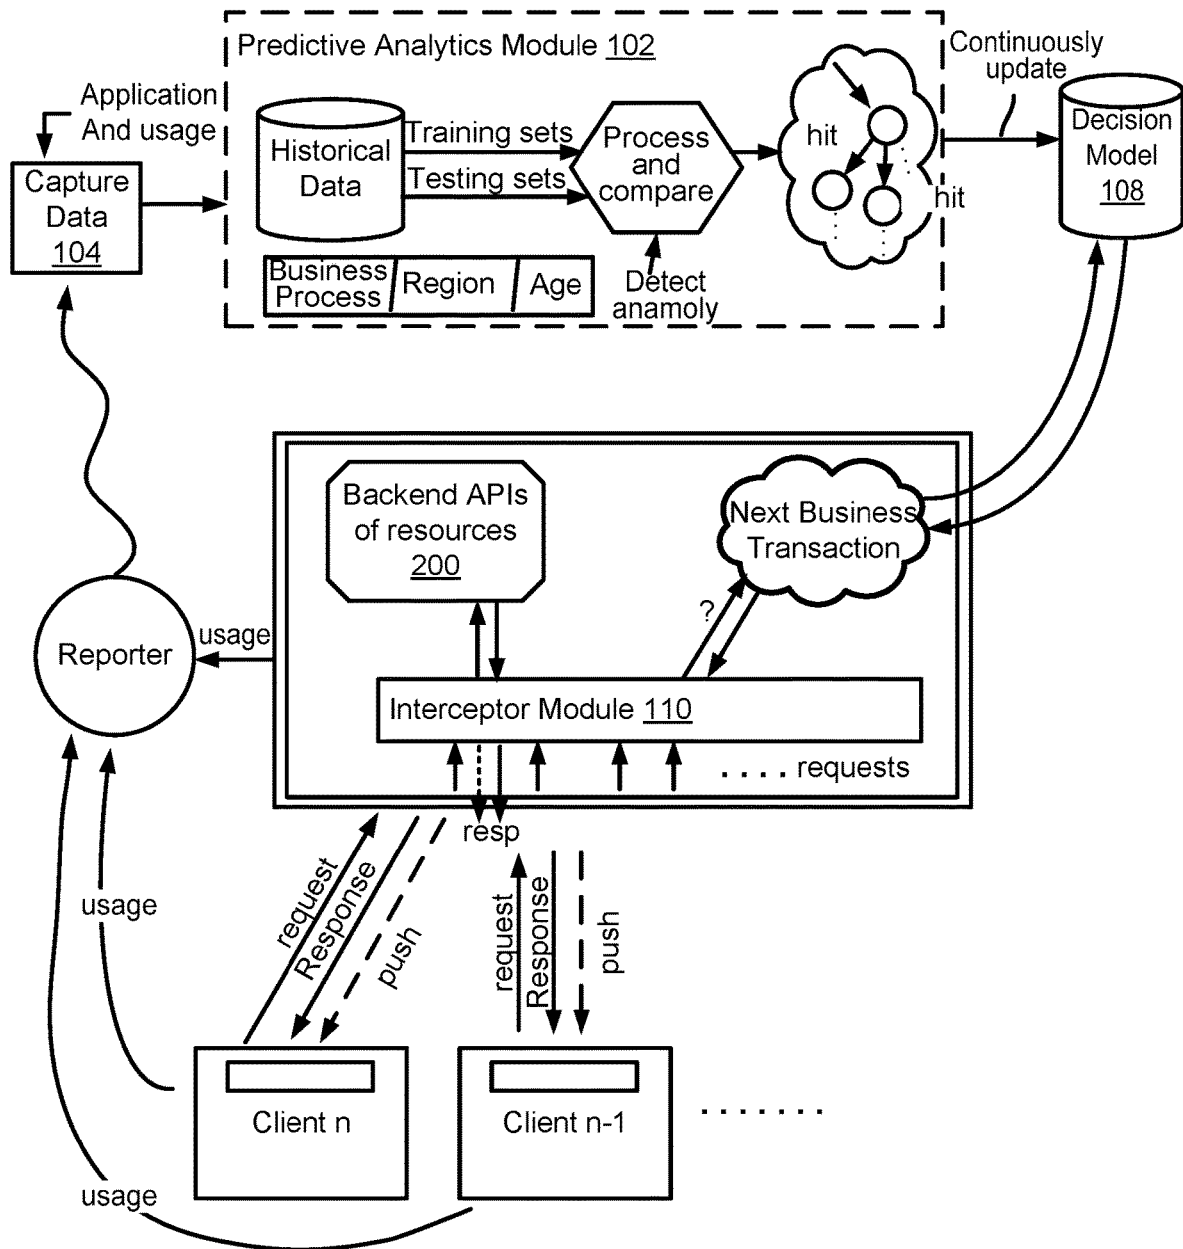 Predictive Analytics Module 102
Continuously
update
Application
And usage
Capture
Data
104
Historical
Data
Training sets
Testing sets
Process
and
compare
hit
hit
Decision
Model
108
Business
Process
Region
Age
Detect
anamoly
Backend APIs
of resources
200
Next Business
Transaction
?
Reporter
usage
Interceptor Module 110
. . . . requests
resp
request
Response
push
request
Response
push
usage
Client n
Client n-1
. . . . . . .
usage